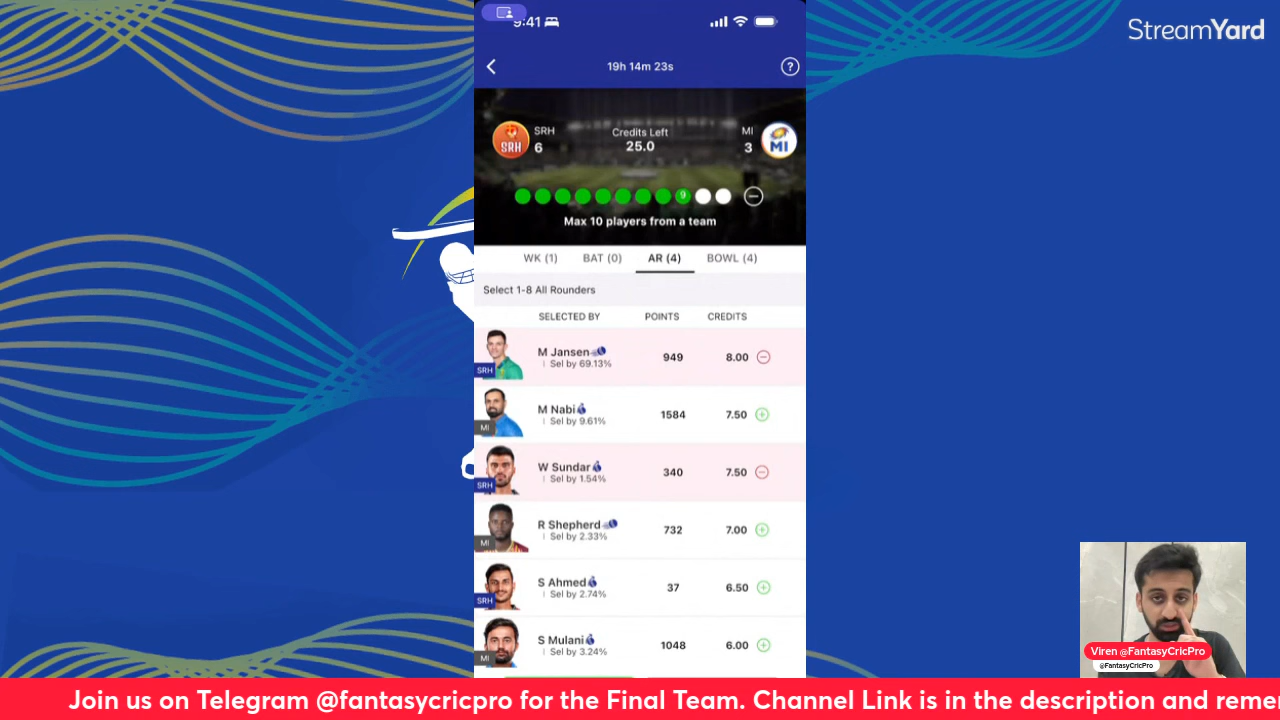 StreamYard
9:41
19h 14m 23s
?
SRH
6
Credits Left
25.0
MI
3
SRH
MI
9
Max 10 players from a team
WK (1) BAT (0) AR (4) BOWL (4)
Select 1-8 All Rounders
SELECTED BY POINTS CREDITS
M Jansen 949 8.00
Sel by 69.13%
SRH
M Nabi 1584 7.50
Sel by 9.61%
MI
W Sundar 340 7.50
Sel by 1.54%
SRH
R Shepherd 732 7.00
Sel by 2.33%
MI
S Ahmed 37 6.50
Sel by 2.74%
SRH
S Mulani 1048 6.00
Sel by 3.24%
MI
Viren @FantasyCricPro
@FantasyCricPro
Join us on Telegram @fantasycricpro for the Final Team. Channel Link is in the description and reme